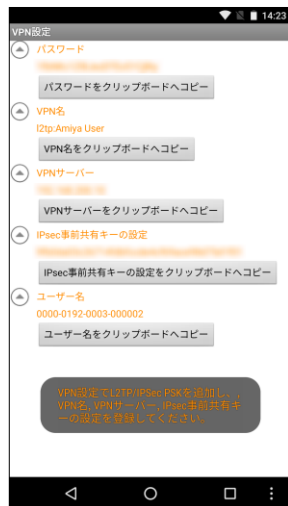 14:23
VPN設定
パスワード
パスワードをクリップボードへコピー
VPN名
l2tp:Amiya User
VPN名をクリップボードへコピー
VPNサーバー
VPNサーバーをクリップボードへコピー
IPsec事前共有キーの設定
IPsec事前共有キーの設定をクリップボードへコピー
ユーザー名
0000-0192-0003-000002
ユーザー名をクリップボードへコピー
VPN設定でL2TP/IPSec PSKを追加し、,
VPN名, VPNサーバー, IPsec事前共有キ
ーの設定を登録してください。